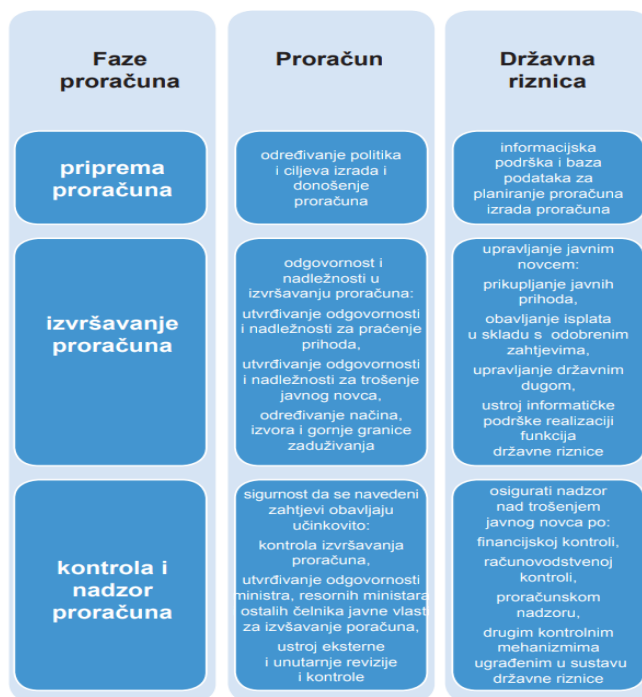 Faze
proračuna
Proračun
Državna
riznica
priprema
proračuna
određivanje politika
i ciljeva izrada i
donošenje
proračuna
informacijska
podrška i baza
podataka za
planiranje proračuna
izrada proračuna
izvršavanje
proračuna
odgovornost i
nadležnosti u
izvršavanju proračuna:
utvrđivanje odgovornosti
i nadležnosti za praćenje
prihoda,
utvrđivanje odgovornosti
i nadležnosti za trošenje
javnog novca,
određivanje načina,
izvora i gornje granice
zaduživanja
upravljanje javnim
novcem:
prikupljanje javnih
prihoda,
obavljanje isplata
u skladu s odobrenim
zahtjevima,
upravljanje državnim
dugom,
ustroj informatičke
podrške realizaciji
funkcija
državne riznice
kontrola i
nadzor
proračuna
sigurnost da se navedeni
zahtjevi obavljaju
učinkovito:
kontrola izvršavanja
proračuna,
utvrđivanje odgovornosti
ministra, resornih ministara
ostalih čelnika javne vlast
za izvšavanje poračuna,
ustroj eksterne
i unutarnje revizije
i kontrole
osigurati nadzor
nad trošenjem
javnog novca po:
financijskoj kontroli,
računovodstvenoj
kontroli,
proračunskom
nadzoru,
drugim kontrolnim
mehanizmima
ugrađenim u sustavu
državne riznice